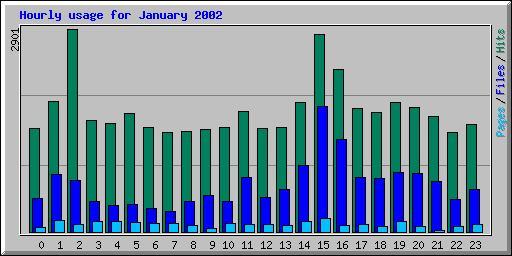 Hourly usage for January 2002
2901
Pages / Files / Hits
0 1 2 3 4 5 6 7 8 9 10 11 12 13 14 15 16 17 18 19 20 21 22 23